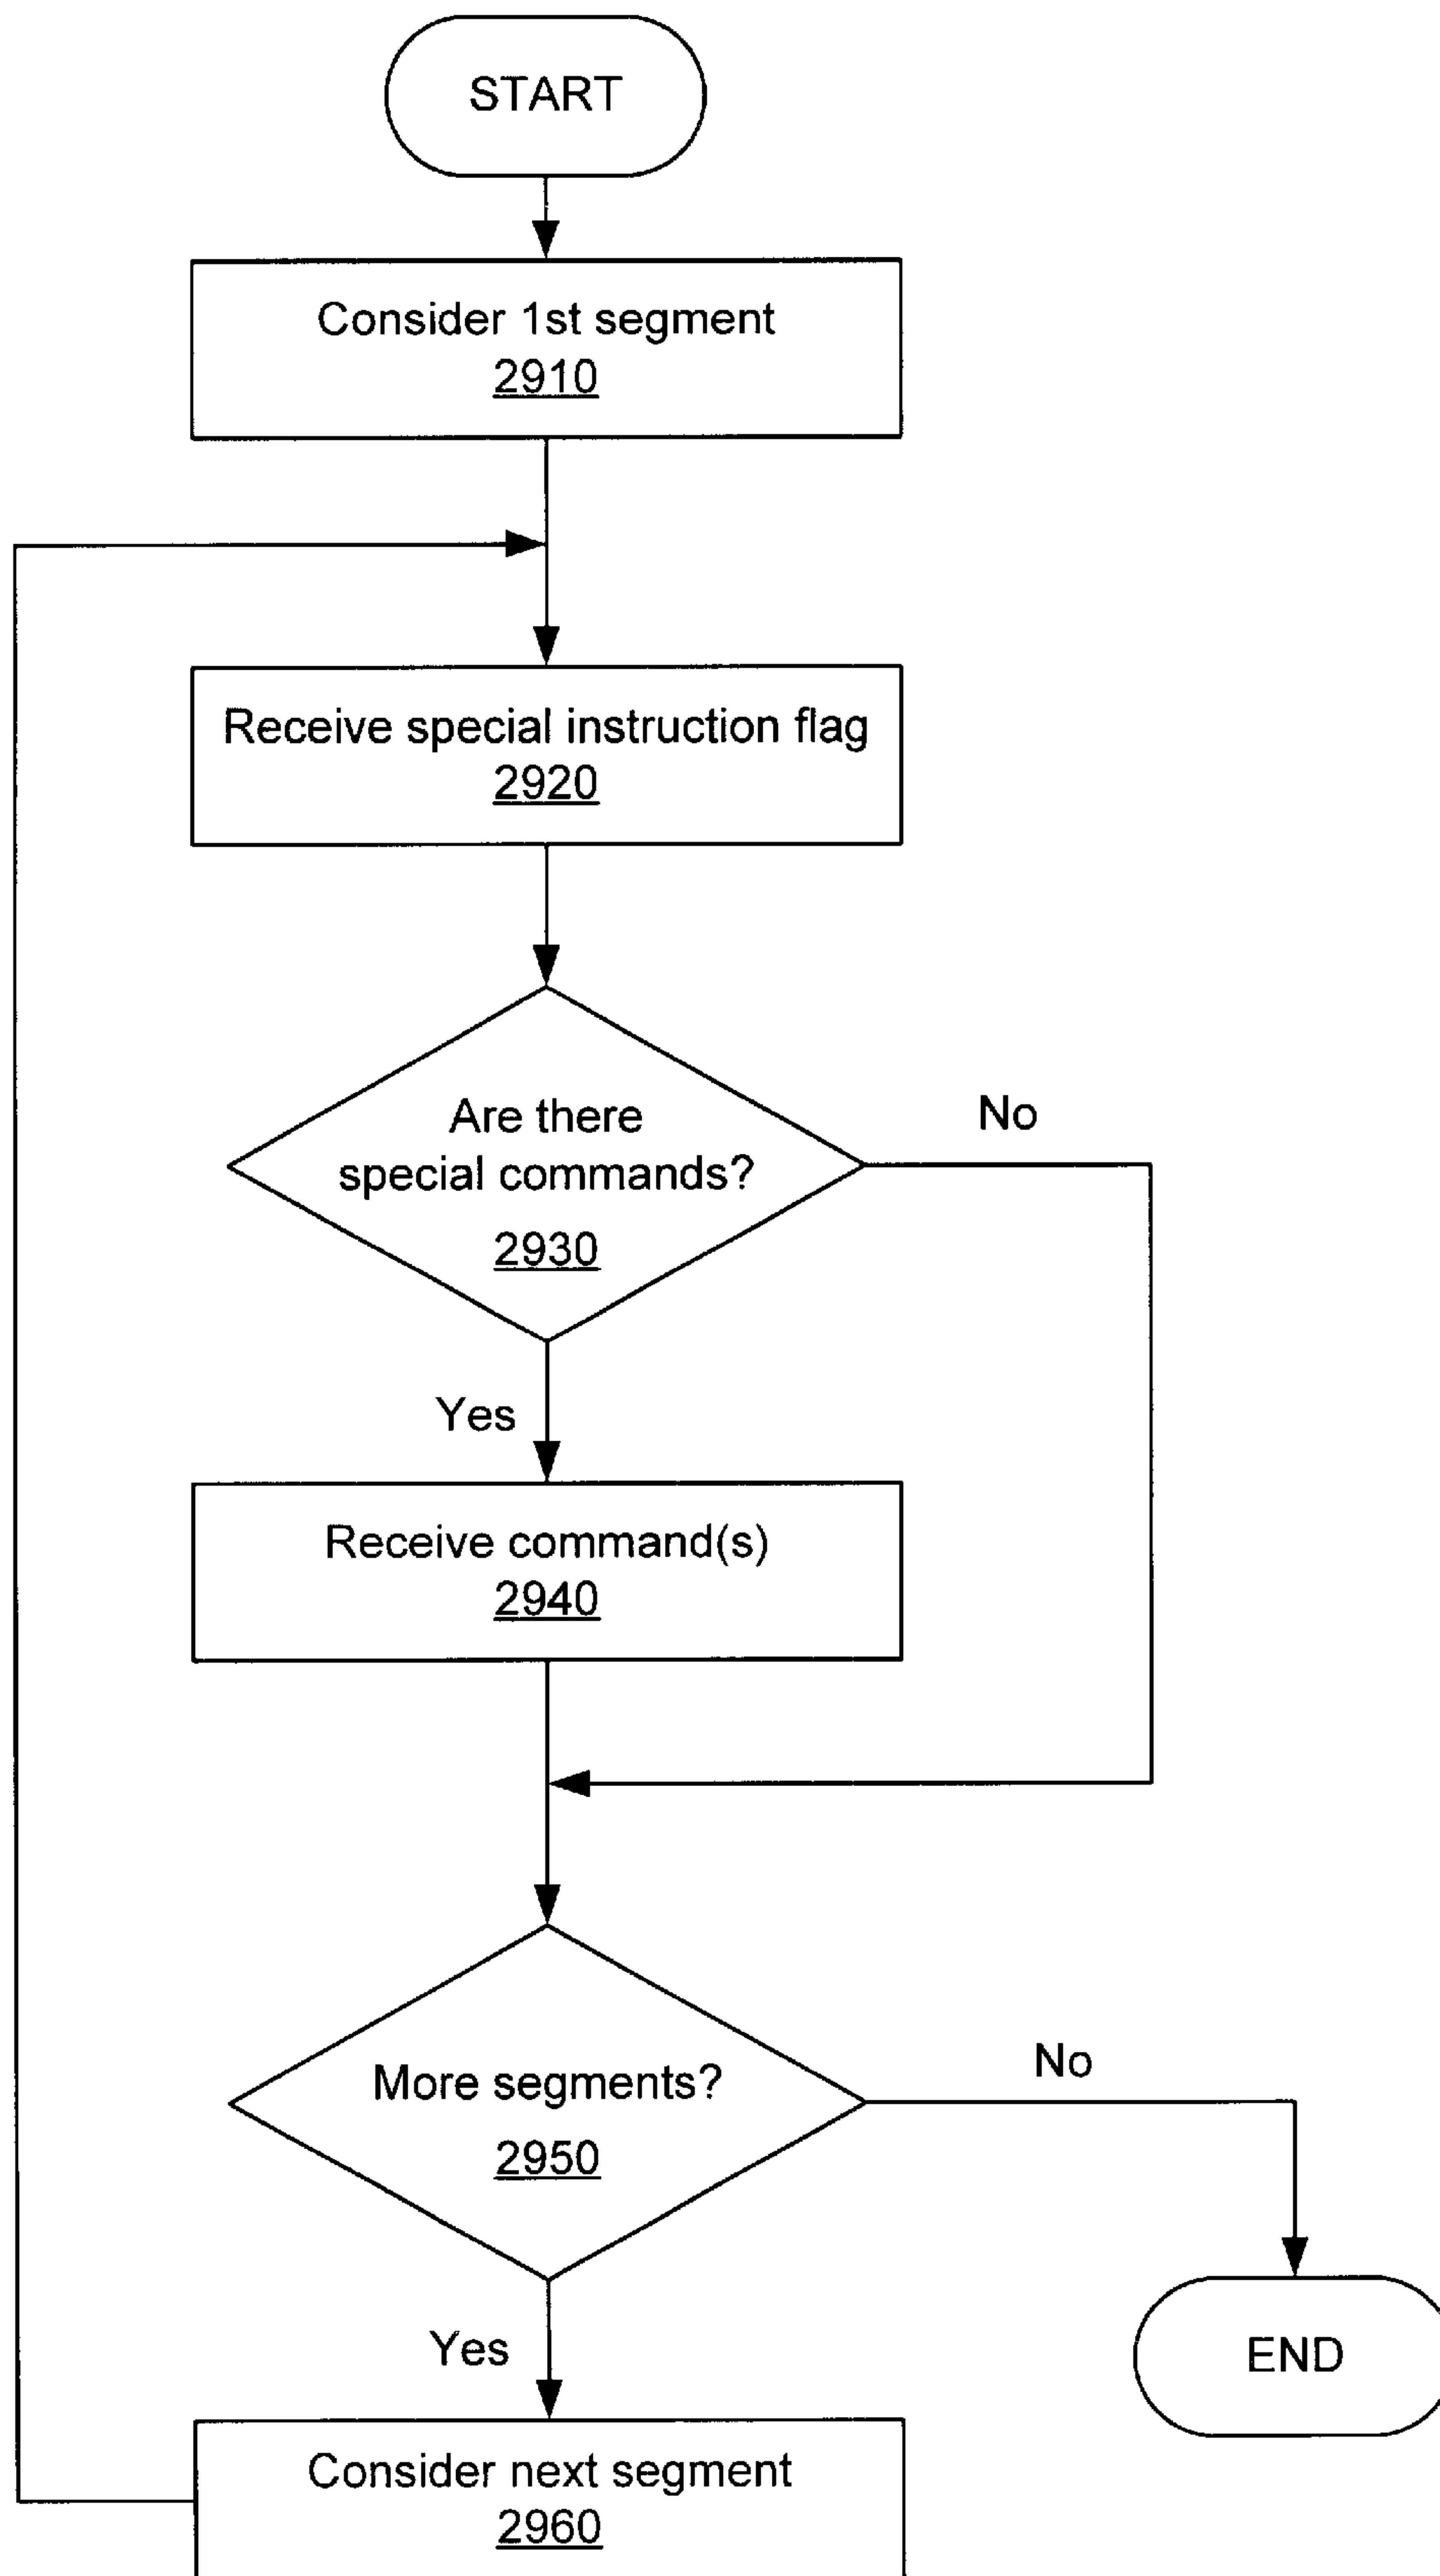 START
Consider 1st segment
2910
Receive special instruction flag
2920
Are there
special commands?
2930
No
Yes
Receive command(s)
2940
More segments?
2950
No
Yes
END
Consider next segment
2960